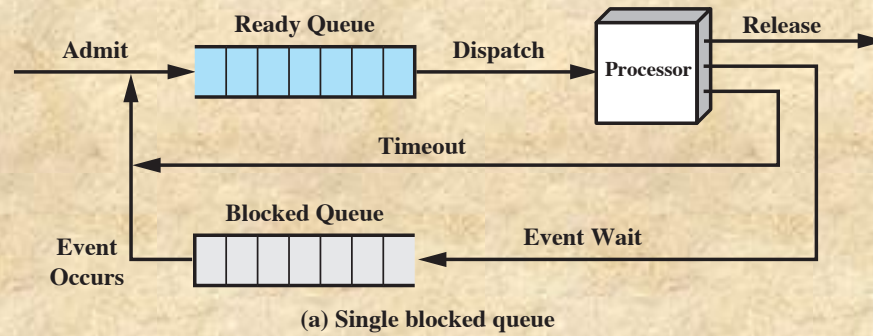 Ready Queue
Admit
Dispatch
Processor
Release
Timeout
Blocked Queue
Event Wait
Event
Occurs
(a) Single blocked queue